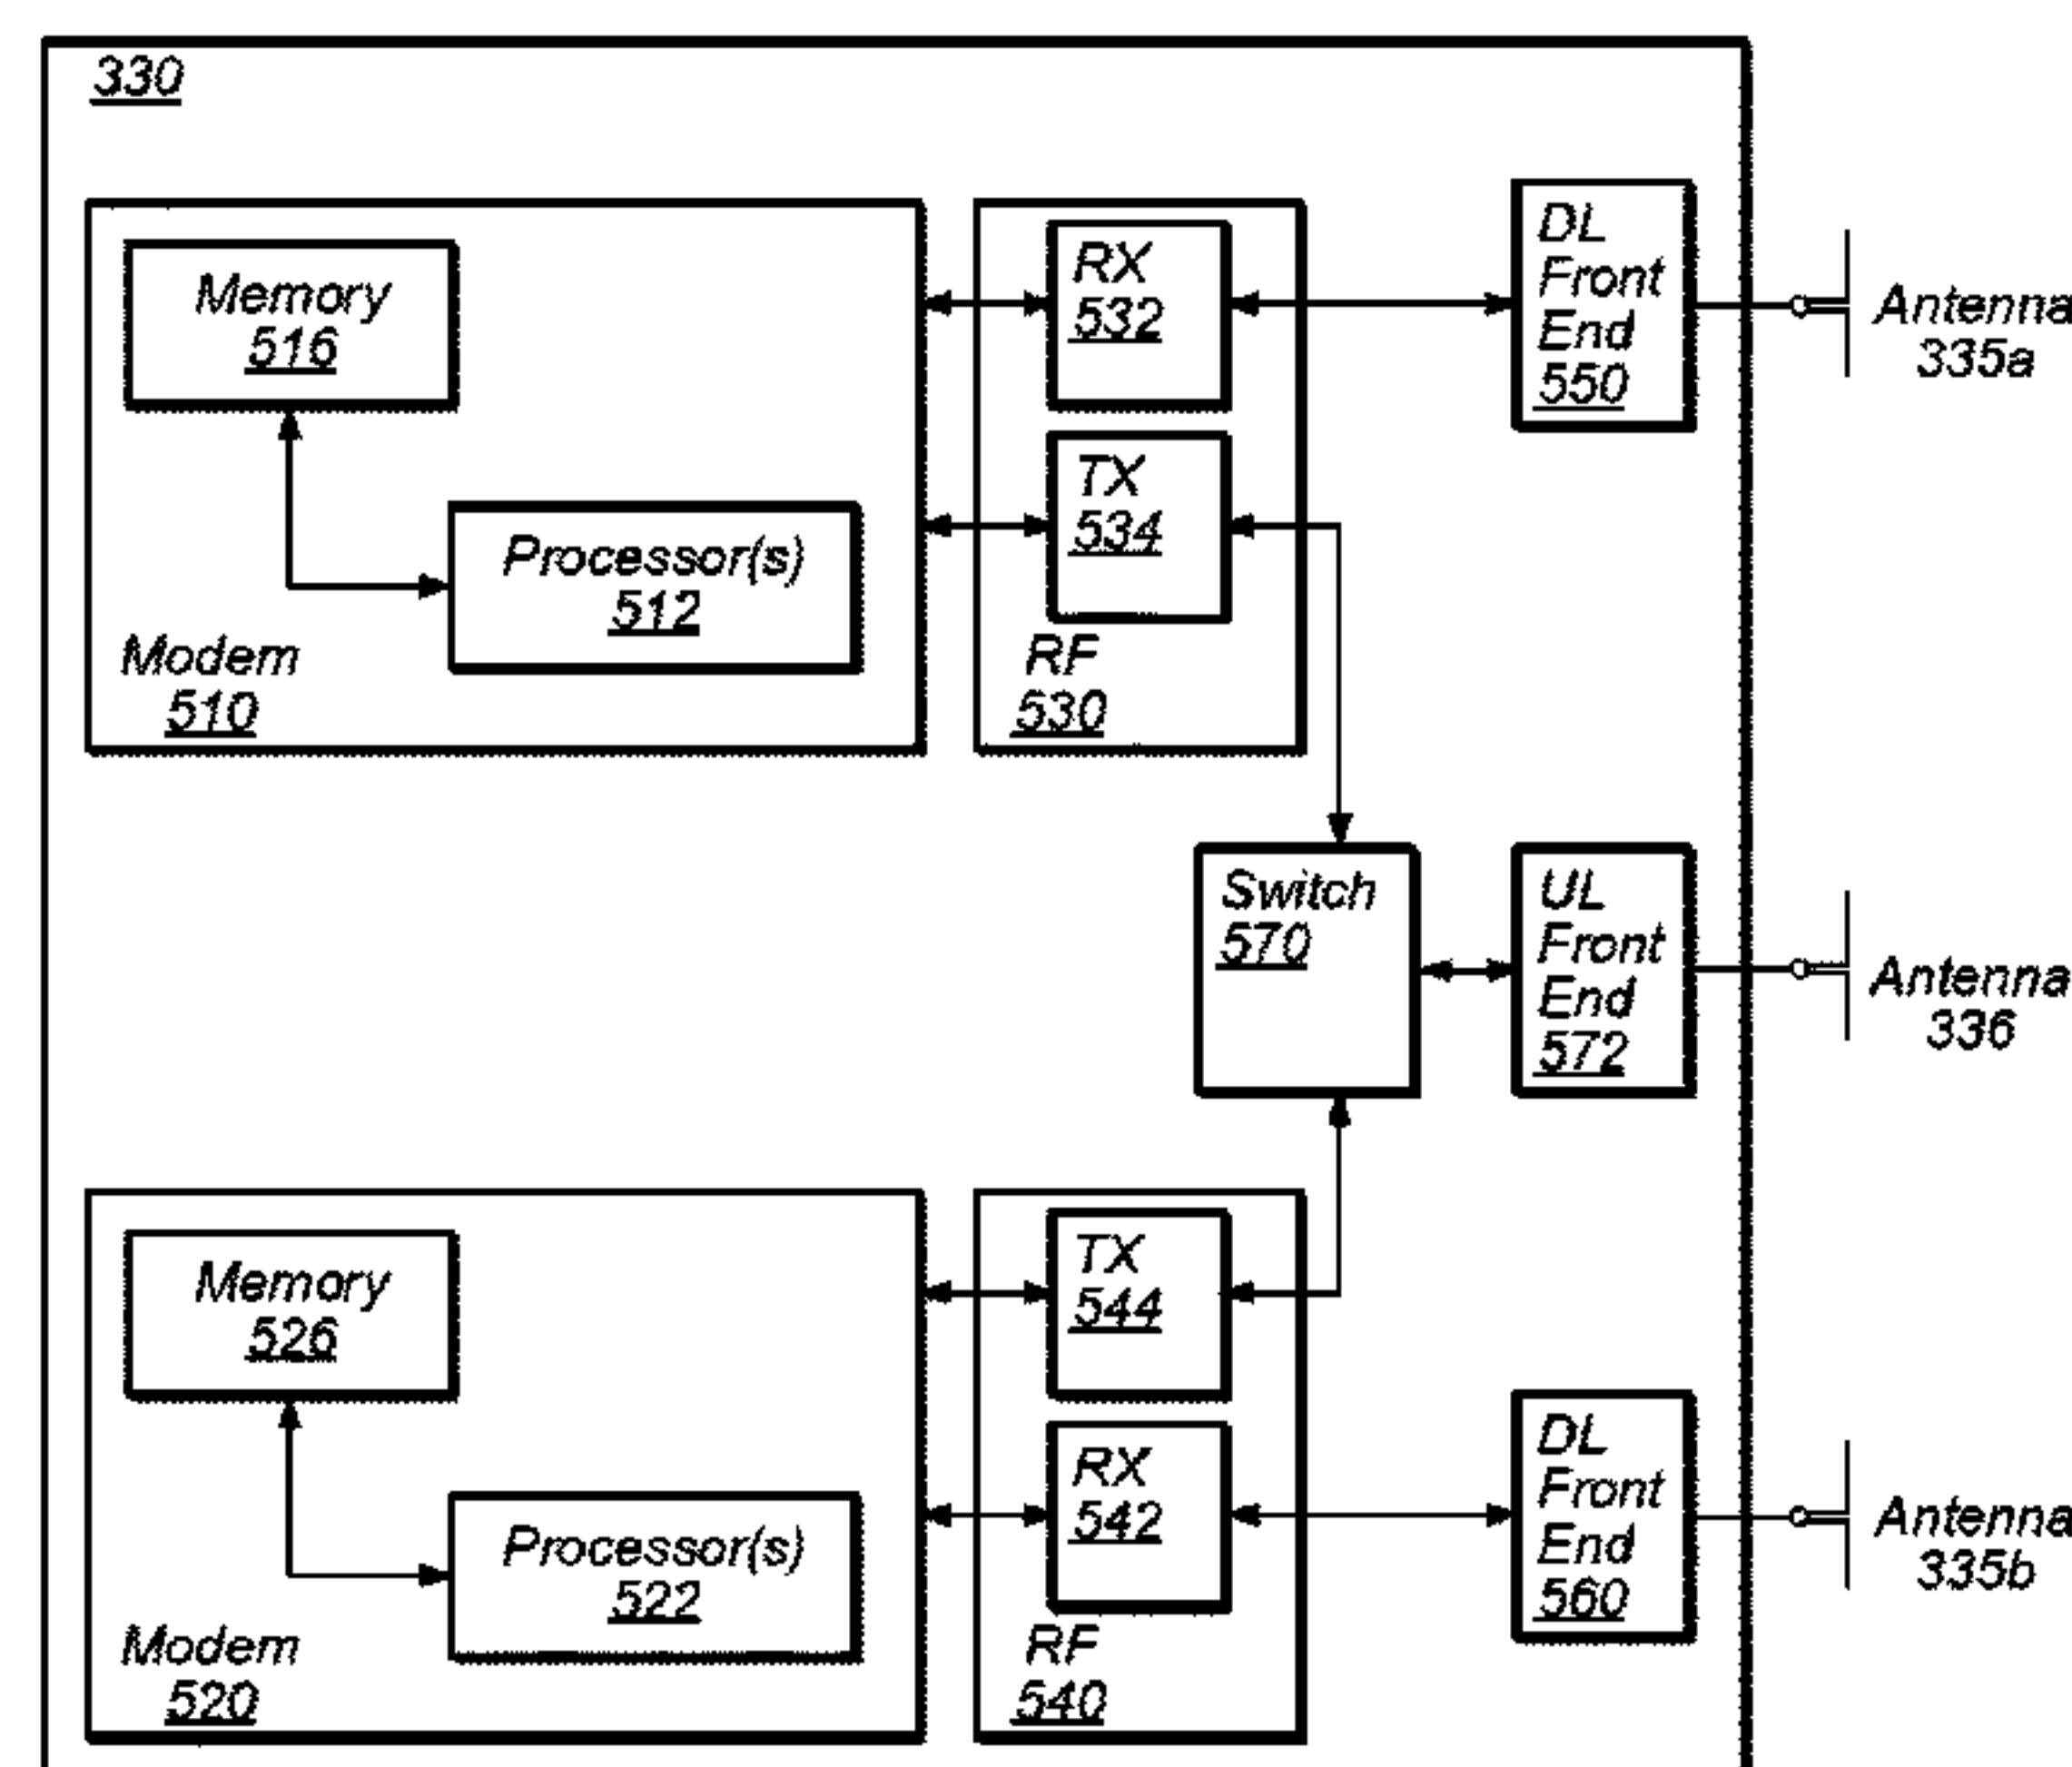 330
Memory
516
Processor(s)
512
Modem
510
RX
532
TX
534
RF
530
DL
Front
End
550
Antenna
335a
Switch
570
UL
Front
End
572
Antenna
336
Memory
526
Processor(s)
522
Modem
520
TX
544
RX
542
RF
540
DL
Front
End
560
Antenna
335b